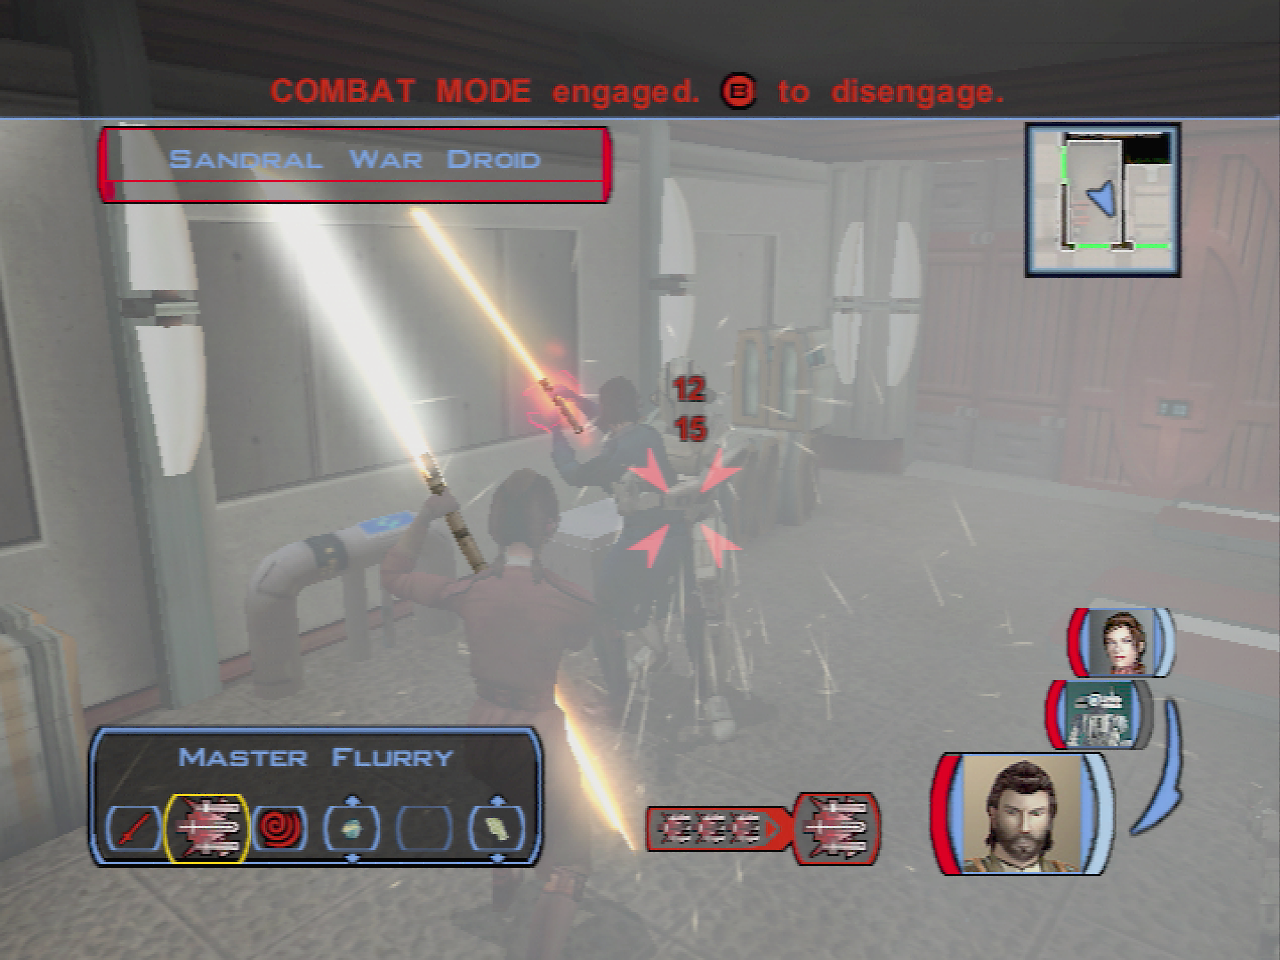 COMBAT MODE engaged. B to disengage.
SANDRAL WAR DROID
12
15
MASTER FLURRY